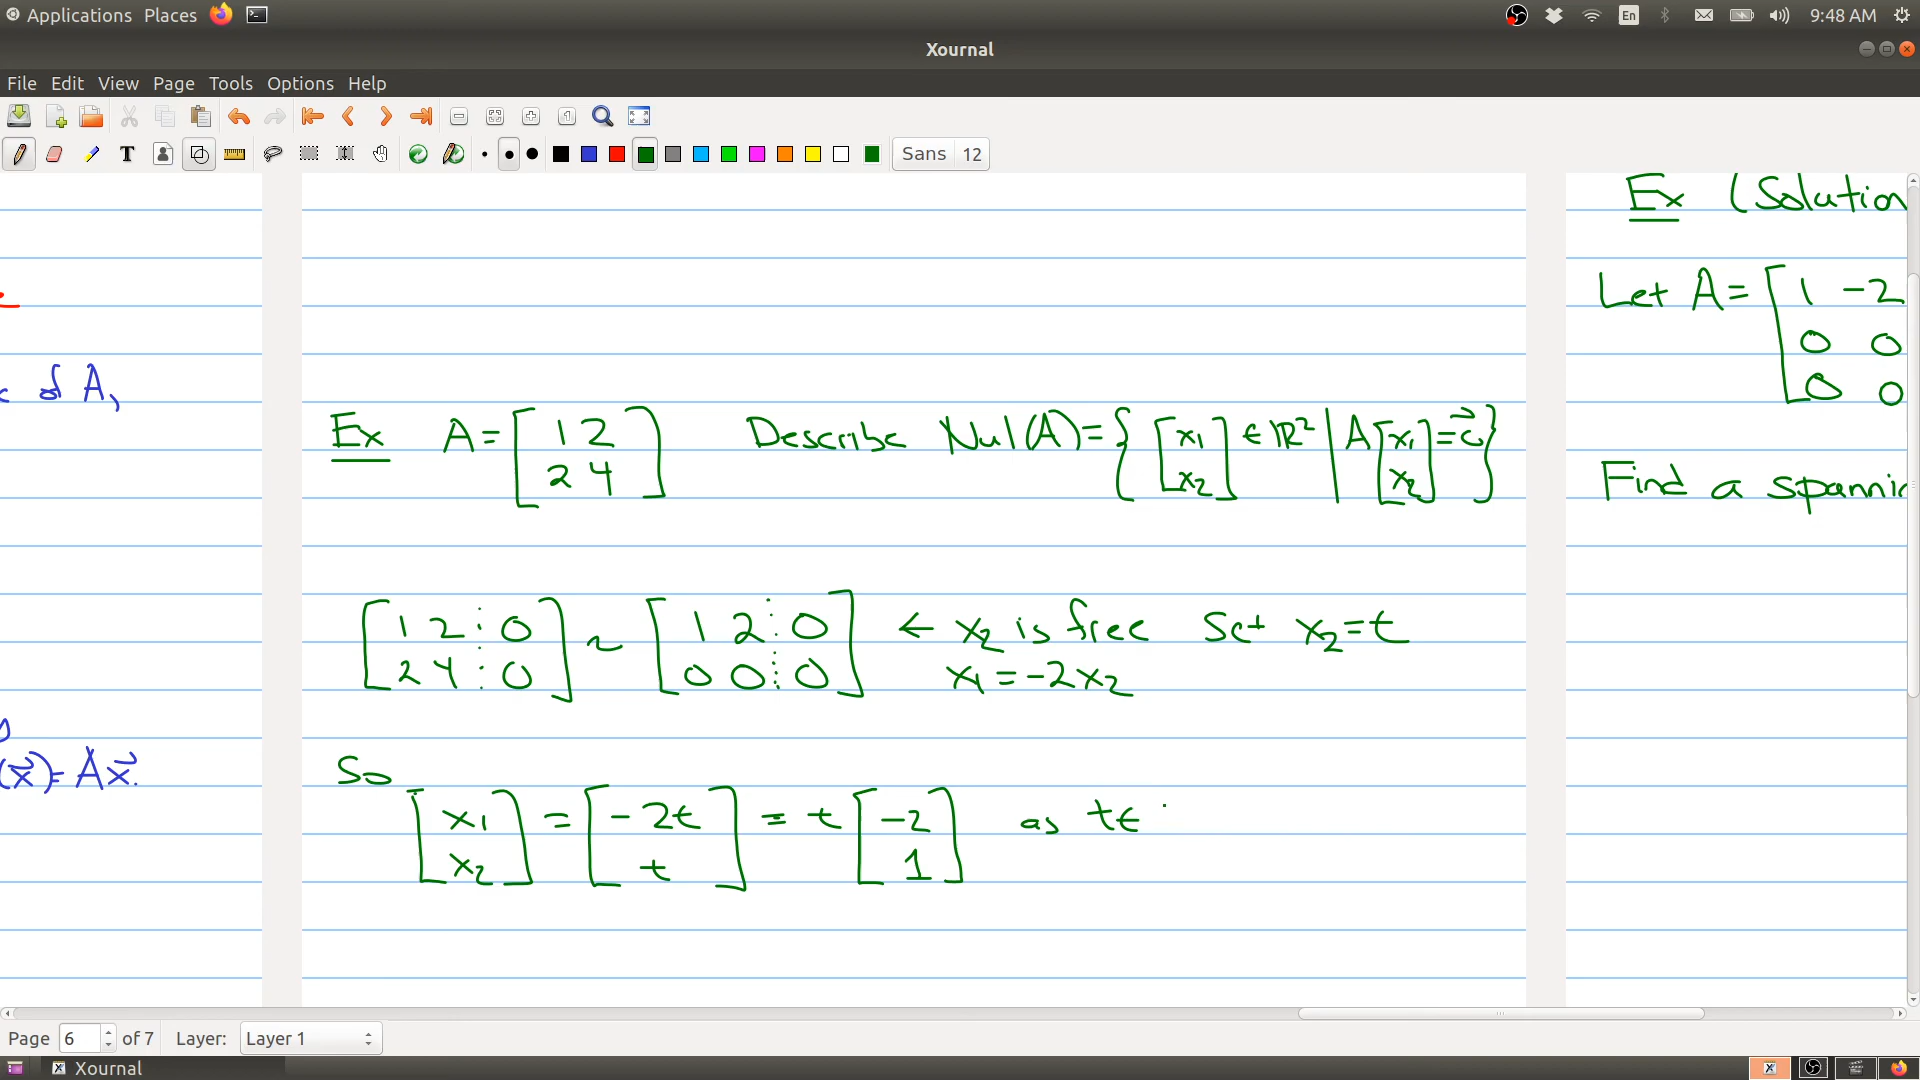 Applications Places En 9:48 AM
Xournal
File Edit View Page Tools Options Help
T Sans 12
of A,
(x⃗)= Ax⃗.
Ex A = [1 2 Describe Nul(A) = { [x1 ∈ ℝ² | A [x1 = 0⃗ }
2 4] x2] x2]
[1 2 ⋮ 0 ~ [1 2 ⋮ 0 ← x2 is free Set x2 = t
2 4 ⋮ 0] 0 0 ⋮ 0] x1 = -2x2
So
[x1 = [-2t = t [-2 as t∈
x2] t] 1]
Ex (Solution
Let A = [1 -2
0 0
0 0
Find a spannin
Page 6 of 7 Layer: Layer 1
Xournal